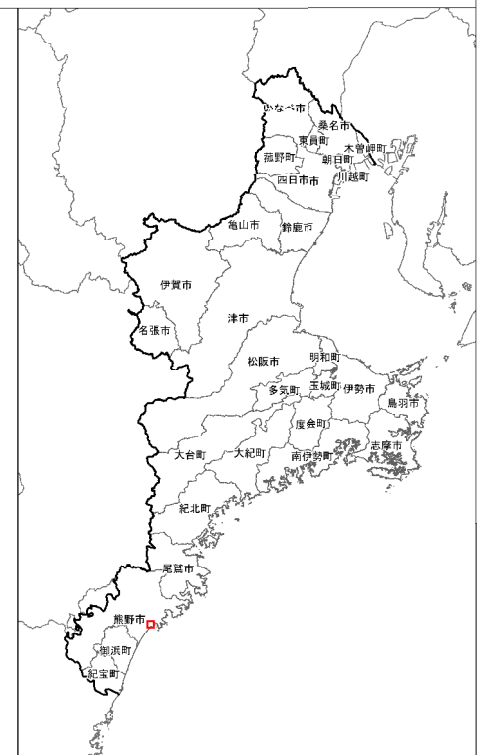 いなべ市
桑名市
東員町
木曽岬町
菰野町
朝日町
川越町
四日市市
亀山市
鈴鹿市
伊賀市
津市
名張市
松阪市
明和町
多気町
玉城町
伊勢市
鳥羽市
度会町
志摩市
大台町
大紀町
南伊勢町
紀北町
尾鷲市
熊野市
御浜町
紀宝町